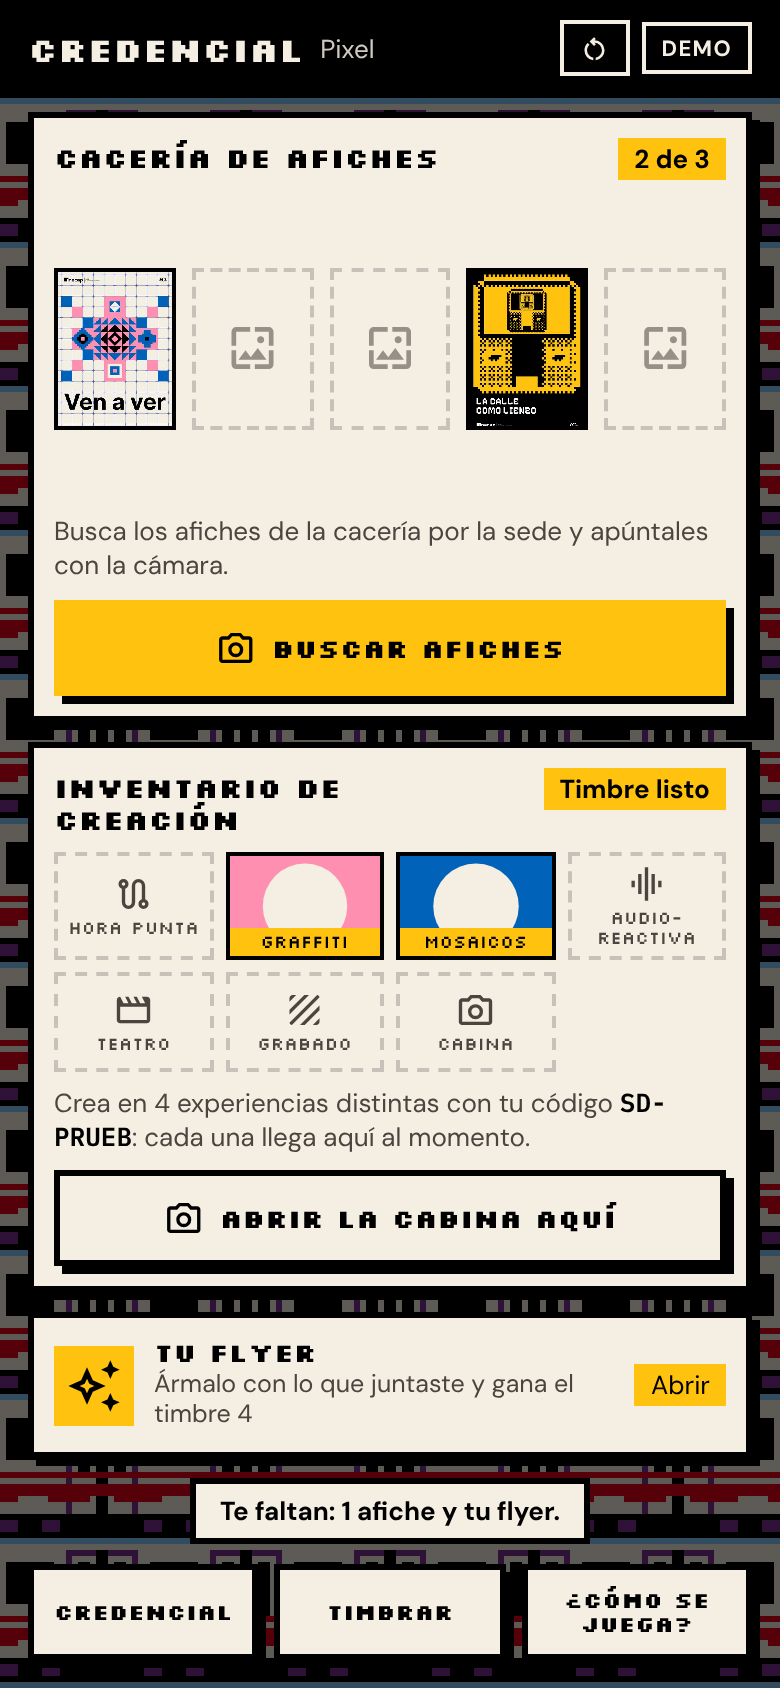 CREDENCIAL Pixel
DEMO
CACERÍA DE AFICHES
2 de 3
Ven a ver
LA CALLE
COMO LIENZO
Busca los afiches de la cacería por la sede y apúntales
con la cámara.
BUSCAR AFICHES
INVENTARIO DE
CREACIÓN
Timbre listo
HORA PUNTA
GRAFFITI
MOSAICOS
AUDIO-
REACTIVA
TEATRO
GRABADO
CABINA
Crea en 4 experiencias distintas con tu código SD-
PRUEB: cada una llega aquí al momento.
ABRIR LA CABINA AQUÍ
TU FLYER
Ármalo con lo que juntaste y gana el
timbre 4
Abrir
Te faltan: 1 afiche y tu flyer.
CREDENCIAL
TIMBRAR
¿CÓMO SE
JUEGA?